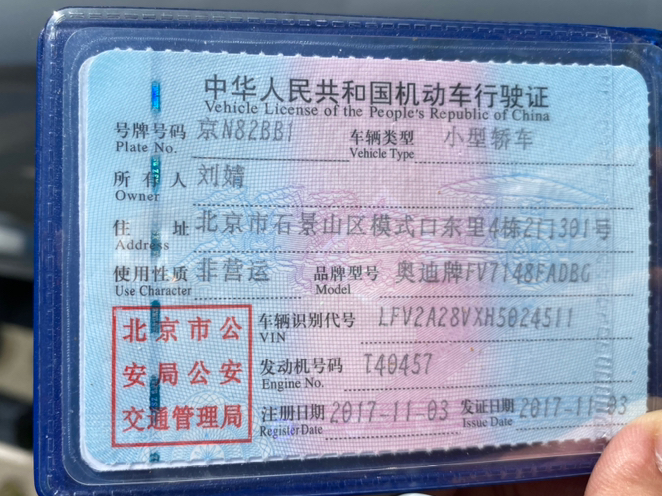 中华人民共和国机动车行驶证
Vehicle License of the People's Republic of China
号牌号码 京N82BB1 车辆类型 小型轿车
Plate No. Vehicle Type
所有人 刘婧
Owner
住址 北京市石景山区模式口东里4栋2门301号
Address
使用性质 非营运 品牌型号 奥迪牌FV7148FADBG
Use Character Model
北京市公
安局公安
交通管理局
车辆识别代号 LFV2A28VXH5024511
VIN
发动机号码 T40457
Engine No.
注册日期 2017-11-03 发证日期 2017-11-03
Register Date Issue Date